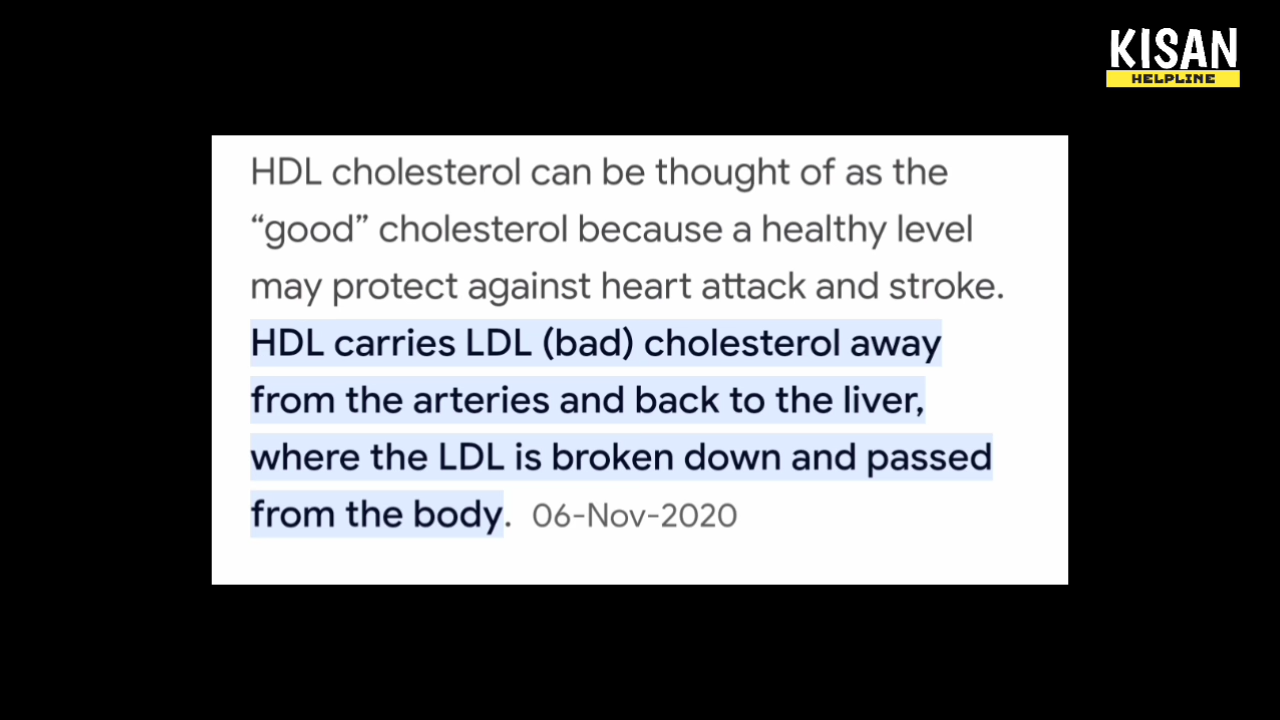 KISAN
HELPLINE
HDL cholesterol can be thought of as the
“good” cholesterol because a healthy level
may protect against heart attack and stroke.
HDL carries LDL (bad) cholesterol away
from the arteries and back to the liver,
where the LDL is broken down and passed
from the body. 06-Nov-2020